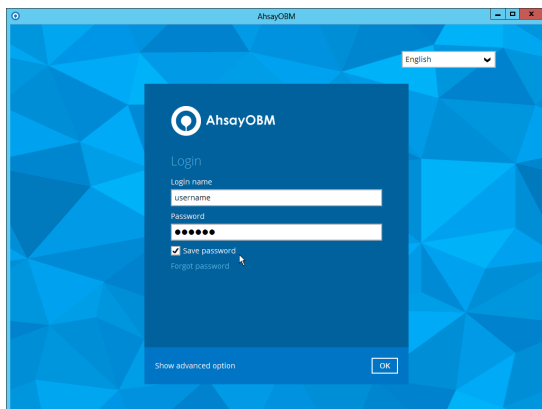 AhsayOBM
English
AhsayOBM
Login
Login name
username
Password
●●●●●●
Save password
Forgot password
Show advanced option
OK